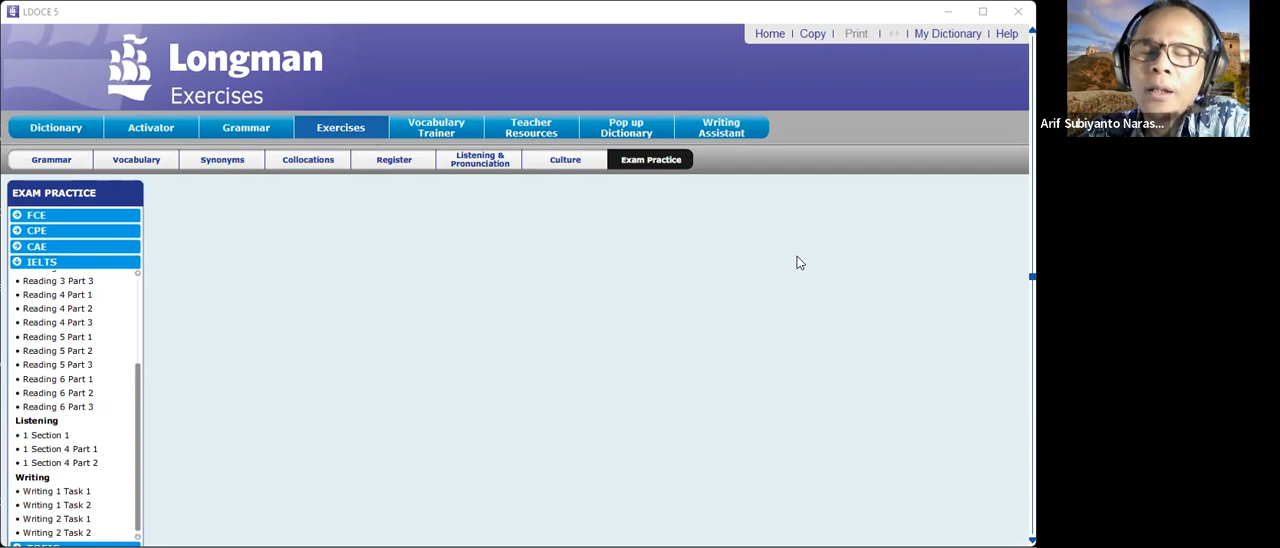 LDOCE 5
Home | Copy | Print | | My Dictionary | Help
Longman
Exercises
Dictionary
Activator
Grammar
Exercises
Vocabulary
Trainer
Teacher
Resources
Pop up
Dictionary
Writing
Assistant
Grammar
Vocabulary
Synonyms
Collocations
Register
Listening &
Pronunciation
Culture
Exam Practice
Arif Subiyanto Naras...
EXAM PRACTICE
FCE
CPE
CAE
IELTS
• Reading 3 Part 3
• Reading 4 Part 1
• Reading 4 Part 2
• Reading 4 Part 3
• Reading 5 Part 1
• Reading 5 Part 2
• Reading 5 Part 3
• Reading 6 Part 1
• Reading 6 Part 2
• Reading 6 Part 3
Listening
• 1 Section 1
• 1 Section 4 Part 1
• 1 Section 4 Part 2
Writing
• Writing 1 Task 1
• Writing 1 Task 2
• Writing 2 Task 1
• Writing 2 Task 2